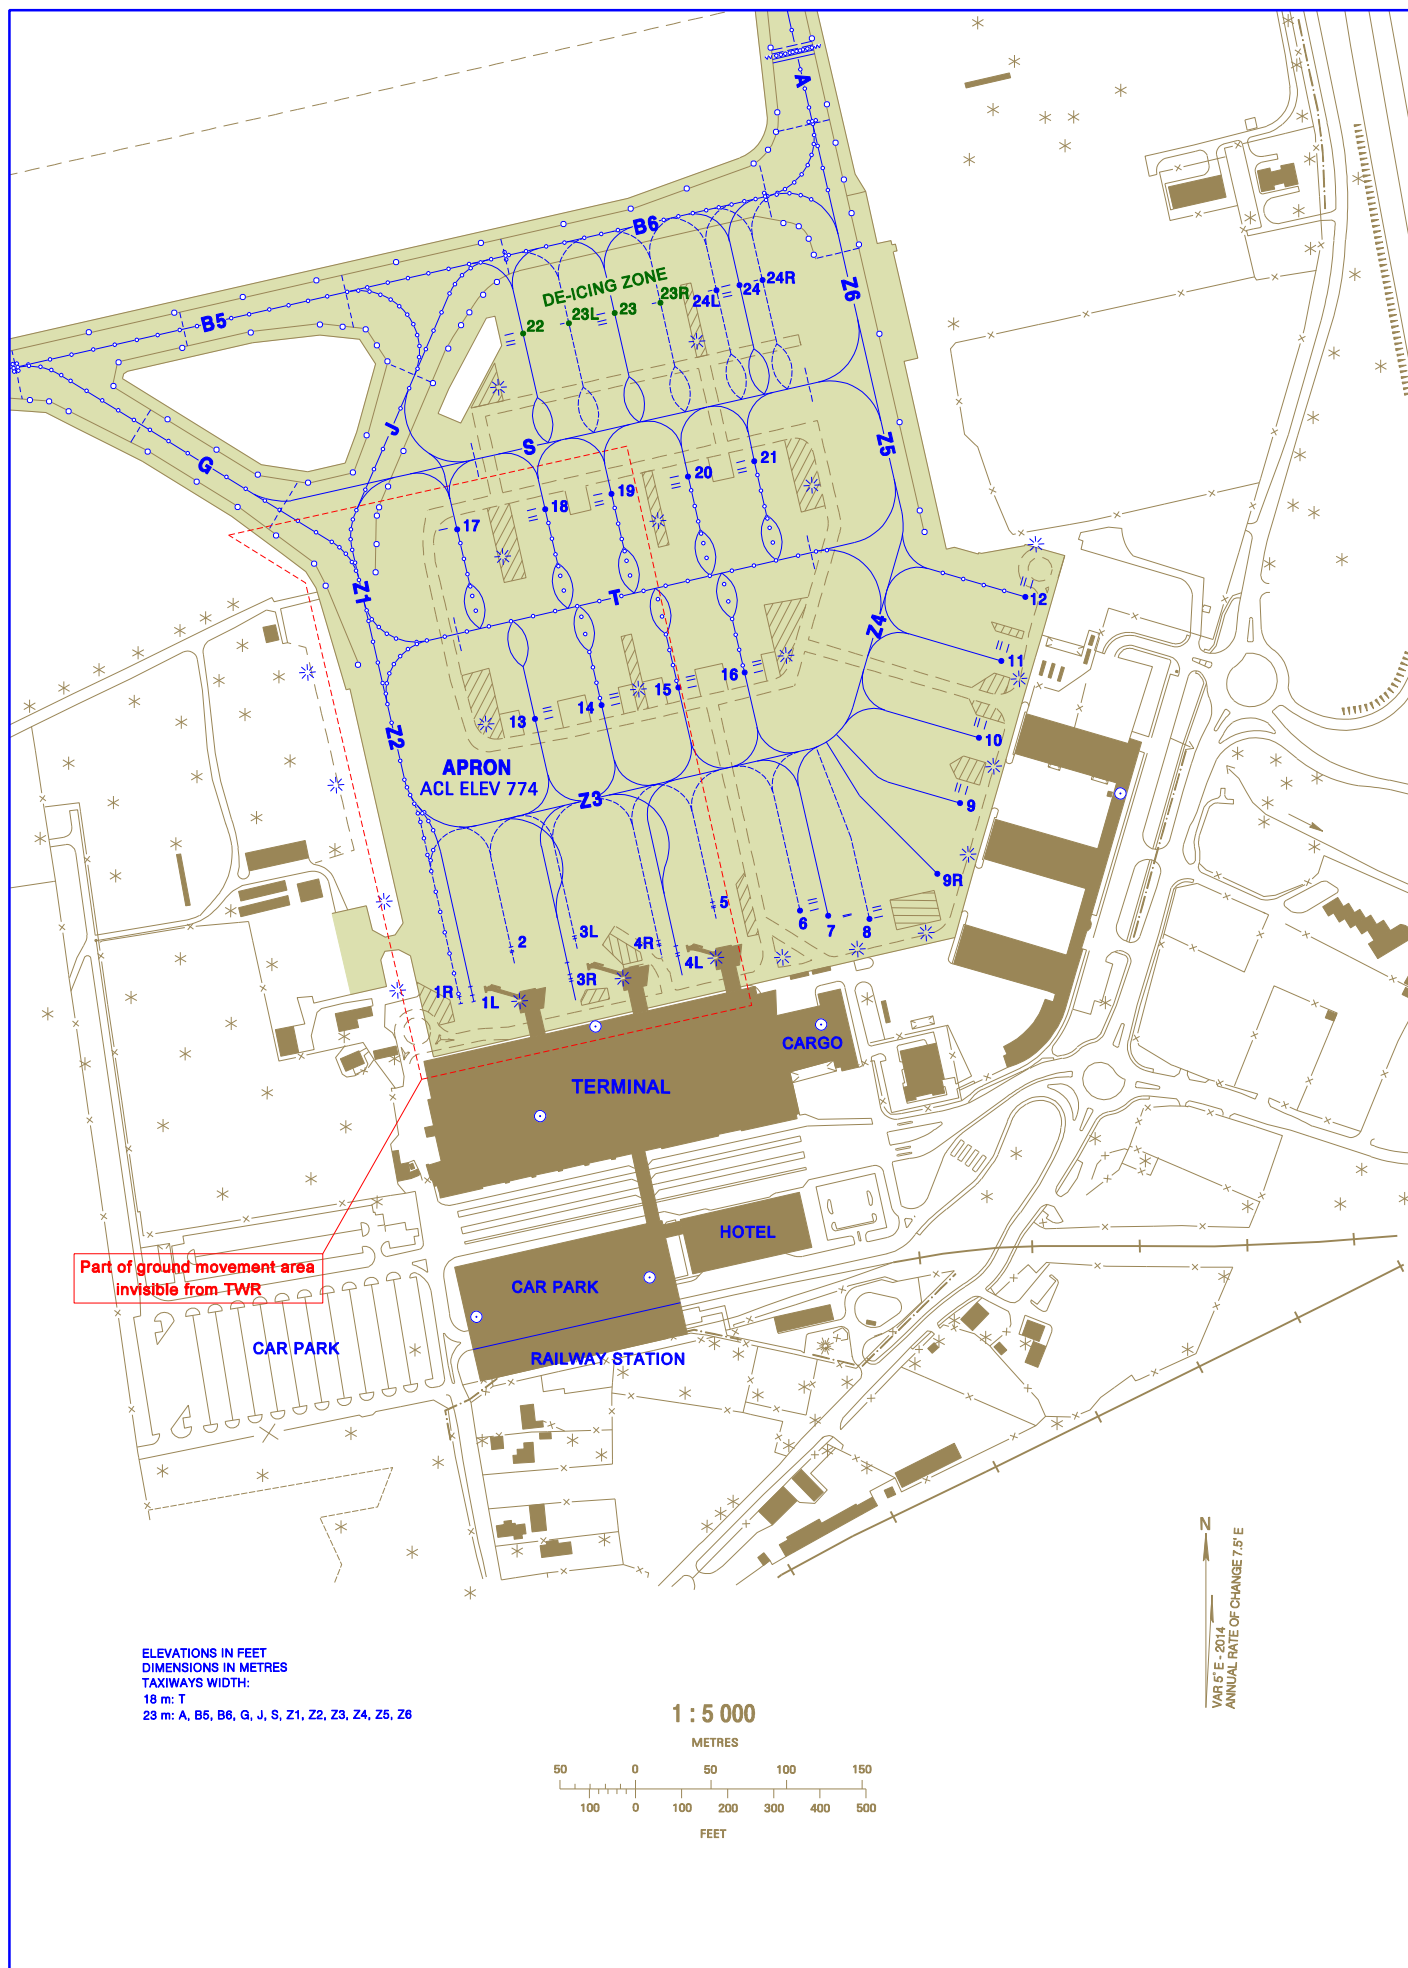 A
B6
B5
DE-ICING ZONE
24R
24
24L
23R
23
23L
22
Z6
J
S
G
Z5
21
20
19
18
17
12
T
Z1
Z4
11
16
15
14
13
10
Z2
APRON
ACL ELEV 774
Z3
9
9R
5
6
7
8
2
3L
4R
4L
3R
1R
1L
CARGO
TERMINAL
HOTEL
Part of ground movement area
invisible from TWR
CAR PARK
CAR PARK
RAILWAY STATION
N
VAR 5° E - 2014
ANNUAL RATE OF CHANGE 7.5' E
ELEVATIONS IN FEET
DIMENSIONS IN METRES
TAXIWAYS WIDTH:
18 m: T
23 m: A, B5, B6, G, J, S, Z1, Z2, Z3, Z4, Z5, Z6
1 : 5 000
METRES
50 0 50 100 150
100 0 100 200 300 400 500
FEET